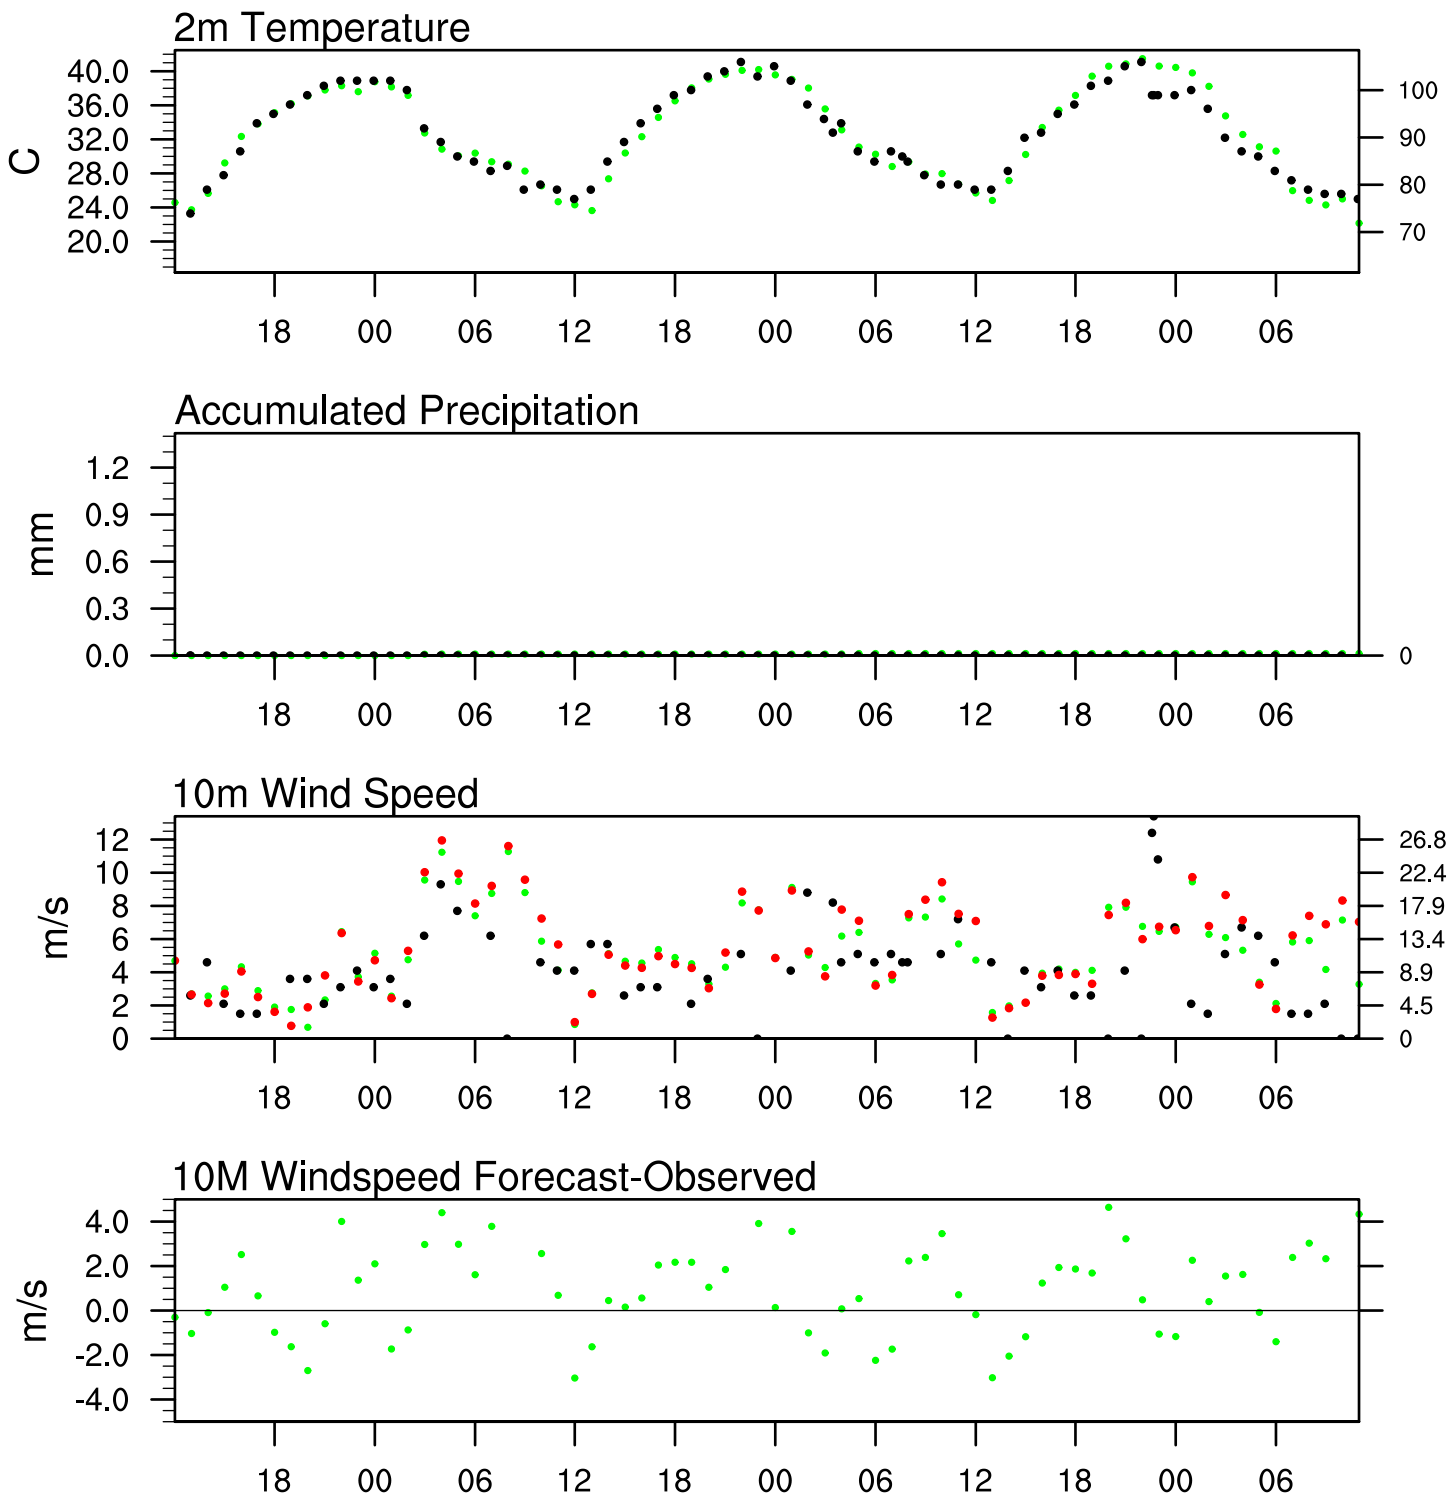 2m Temperature
C
40.0
36.0
32.0
28.0
24.0
20.0
100
90
80
70
18 00 06 12 18 00 06 12 18 00 06
Accumulated Precipitation
mm
1.2
0.9
0.6
0.3
0.0
0
18 00 06 12 18 00 06 12 18 00 06
10m Wind Speed
m/s
12
10
8
6
4
2
0
26.8
22.4
17.9
13.4
8.9
4.5
0
18 00 06 12 18 00 06 12 18 00 06
10M Windspeed Forecast-Observed
m/s
4.0
2.0
0.0
-2.0
-4.0
18 00 06 12 18 00 06 12 18 00 06